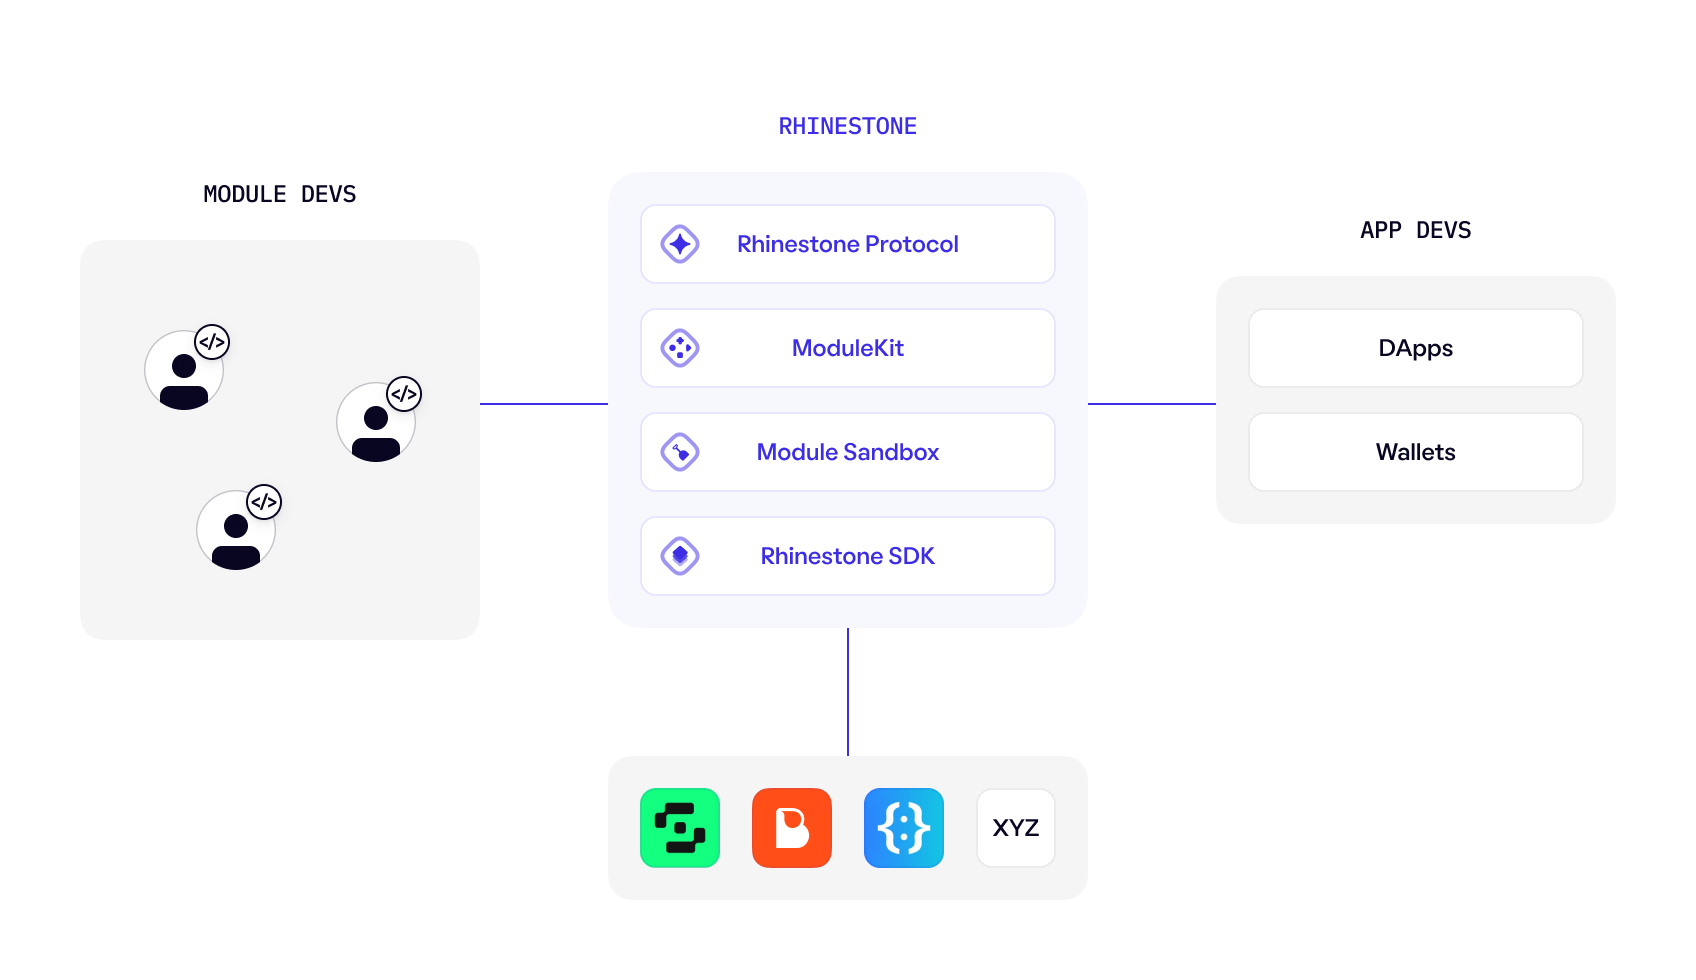 RHINESTONE
MODULE DEVS
</>
</>
</>
Rhinestone Protocol
ModuleKit
Module Sandbox
Rhinestone SDK
APP DEVS
DApps
Wallets
XYZ